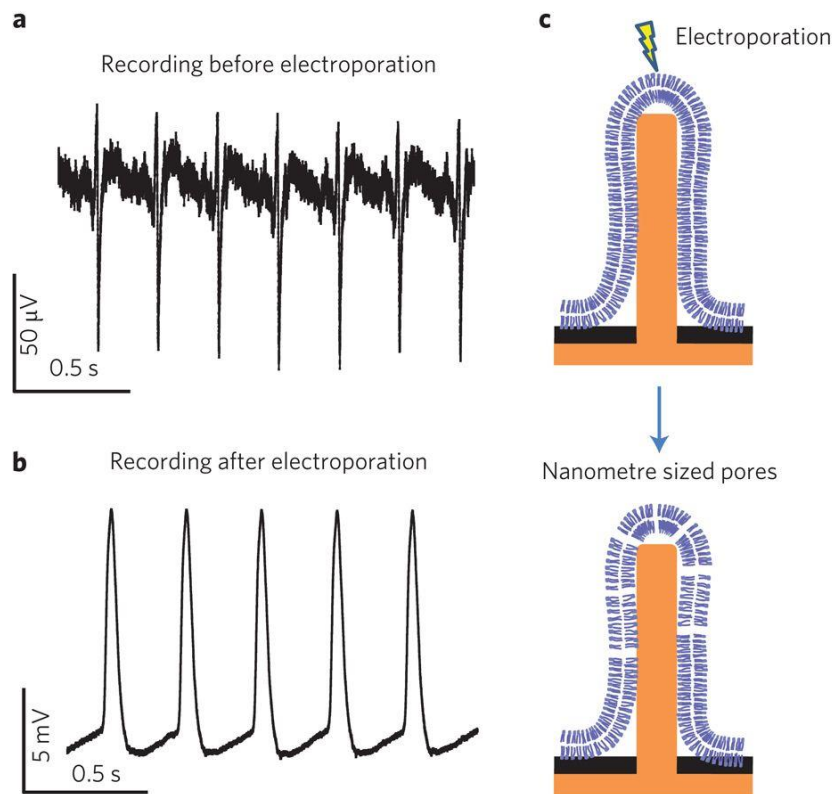 a
Recording before electroporation
50 μV
0.5 s
b
Recording after electroporation
5 mV
0.5 s
c
Electroporation
Nanometre sized pores